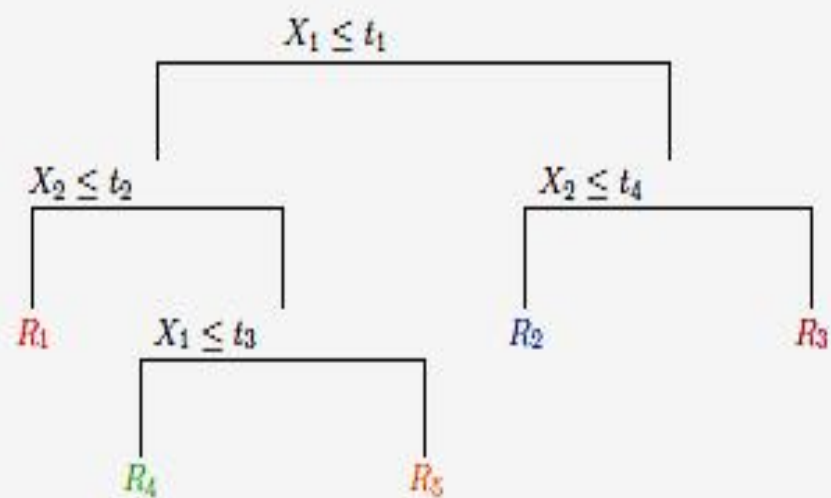 X₁ ≤ t₁
X₂ ≤ t₂
X₂ ≤ t₄
R₁
X₁ ≤ t₃
R₂
R₃
R₄
R₅